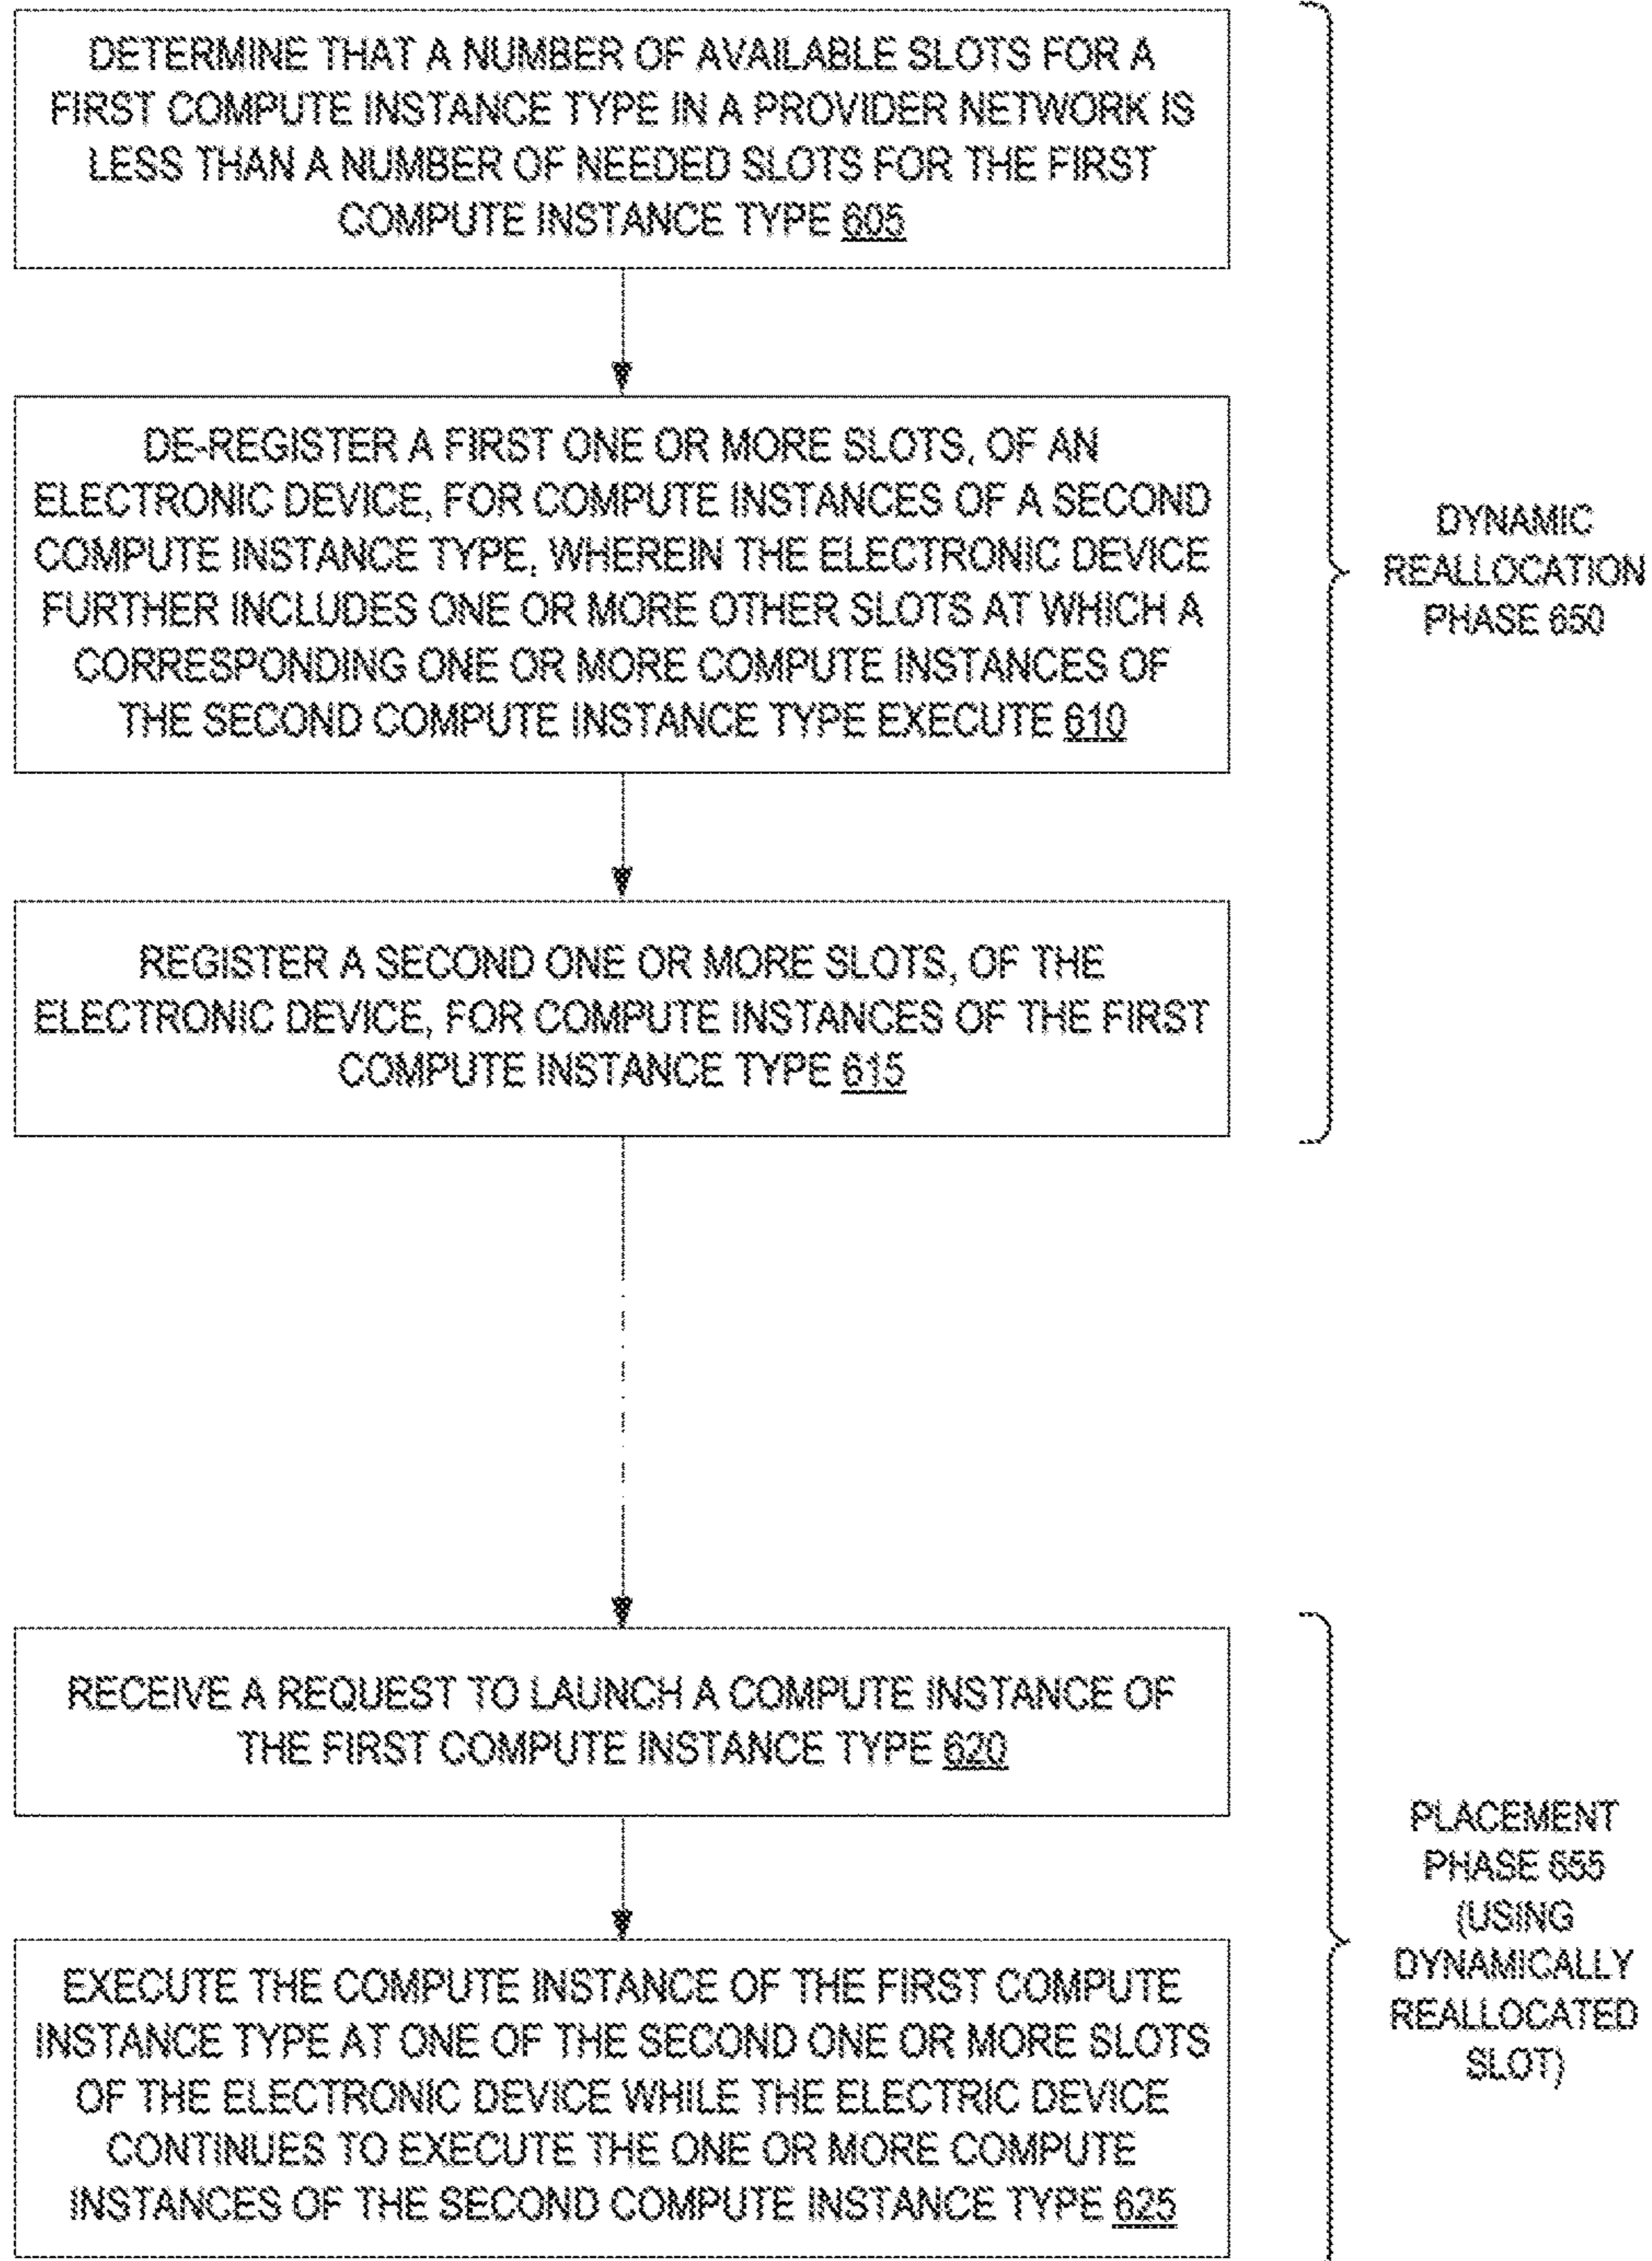 DETERMINE THAT A NUMBER OF AVAILABLE SLOTS FOR A
FIRST COMPUTE INSTANCE TYPE IN A PROVIDER NETWORK IS
LESS THAN A NUMBER OF NEEDED SLOTS FOR THE FIRST
COMPUTE INSTANCE TYPE 605
DE-REGISTER A FIRST ONE OR MORE SLOTS, OF AN
ELECTRONIC DEVICE, FOR COMPUTE INSTANCES OF A SECOND
COMPUTE INSTANCE TYPE, WHEREIN THE ELECTRONIC DEVICE
FURTHER INCLUDES ONE OR MORE OTHER SLOTS AT WHICH A
CORRESPONDING ONE OR MORE COMPUTE INSTANCES OF
THE SECOND COMPUTE INSTANCE TYPE EXECUTE 610
REGISTER A SECOND ONE OR MORE SLOTS, OF THE
ELECTRONIC DEVICE, FOR COMPUTE INSTANCES OF THE FIRST
COMPUTE INSTANCE TYPE 615
DYNAMIC
REALLOCATION
PHASE 650
RECEIVE A REQUEST TO LAUNCH A COMPUTE INSTANCE OF
THE FIRST COMPUTE INSTANCE TYPE 620
EXECUTE THE COMPUTE INSTANCE OF THE FIRST COMPUTE
INSTANCE TYPE AT ONE OF THE SECOND ONE OR MORE SLOTS
OF THE ELECTRONIC DEVICE WHILE THE ELECTRIC DEVICE
CONTINUES TO EXECUTE THE ONE OR MORE COMPUTE
INSTANCES OF THE SECOND COMPUTE INSTANCE TYPE 625
PLACEMENT
PHASE 655
(USING
DYNAMICALLY
REALLOCATED
SLOT)